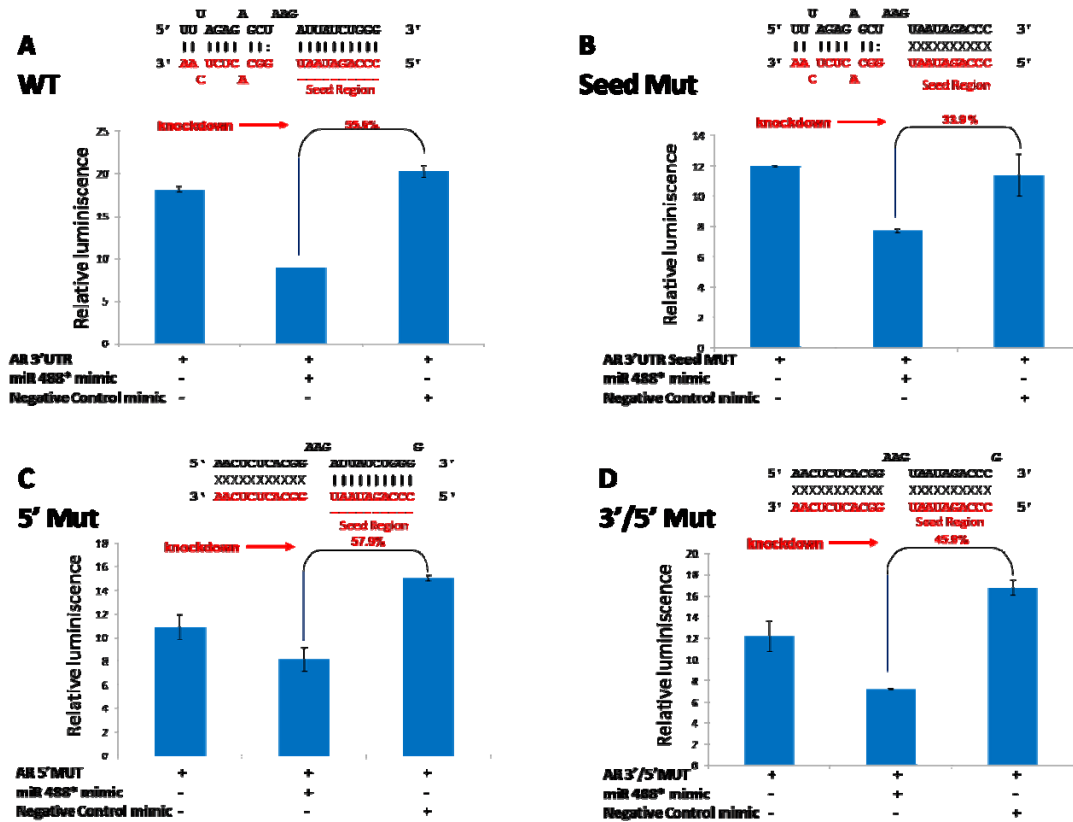 A
WT
U A AAG
5' UU AGAG GCU AUUAUCUGGG 3'
3' AA UCUC CGG UAAUAGACCC 5'
C A
Seed Region
knockdown
Relative luminiscence
25
20
15
10
5
0
AR 3'UTR + + +
miR 488* mimic - + -
Negative Control mimic - - +
B
Seed Mut
U A AAG
5' UU AGAG GCU UAAUAGACCC 3'
XXXXXXXXXX
3' AA UCUC CGG UAAUAGACCC 5'
C A
Seed Region
knockdown 33.9 %
Relative luminiscence
14
12
10
8
6
4
2
0
AR 3'UTR Seed MUT + + +
miR 488* mimic - + -
Negative Control mimic - - +
C
5' Mut
AAG G
5' AACUCUCACGG AUUAUCUGGG 3'
XXXXXXXXXXX
3' AACUCUCACGG UAAUAGACCC 5'
Seed Region
knockdown 57.9%
Relative luminiscence
18
16
14
12
10
8
6
4
2
0
AR 5'MUT + + +
miR 488* mimic - + -
Negative Control mimic - - +
D
3'/5' Mut
AAG G
5' AACUCUCACGG UAAUAGACCC 3'
XXXXXXXXXXX XXXXXXXXXX
3' AACUCUCACGG UAAUAGACCC 5'
Seed Region
knockdown 45.9%
Relative luminiscence
18
16
14
12
10
8
6
4
2
0
AR 3'/5'MUT + + +
miR 488* mimic - + -
Negative Control mimic - - +